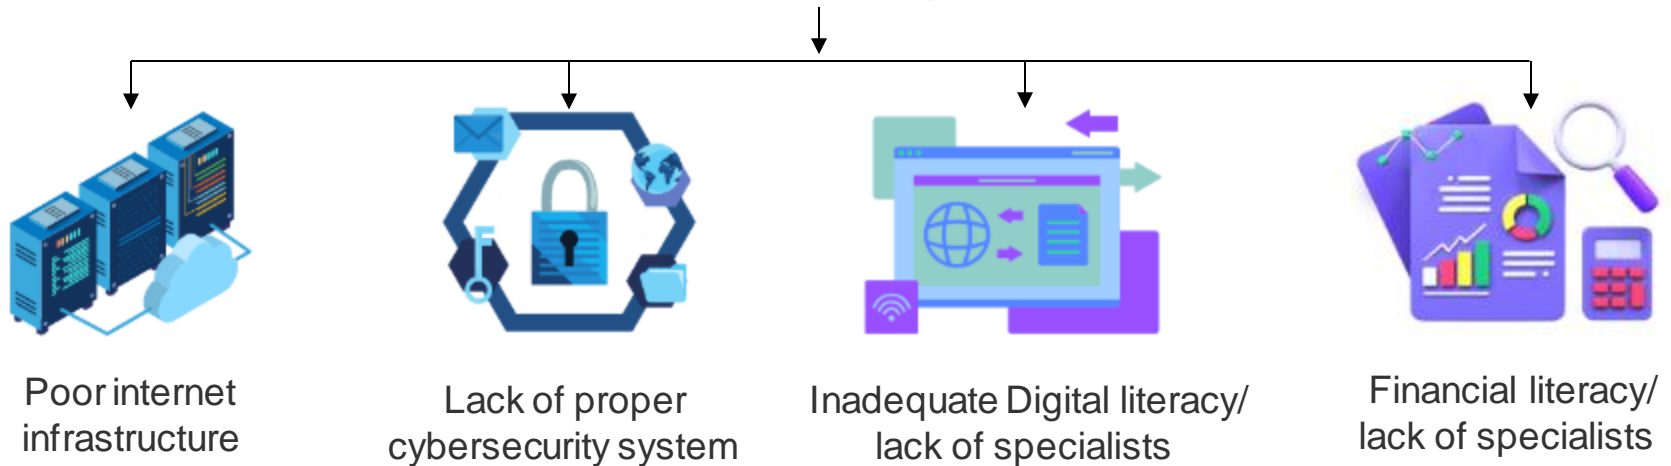 Poor internet
infrastructure
Lack of proper
cybersecurity system
Inadequate Digital literacy/
lack of specialists
Financial literacy/
lack of specialists